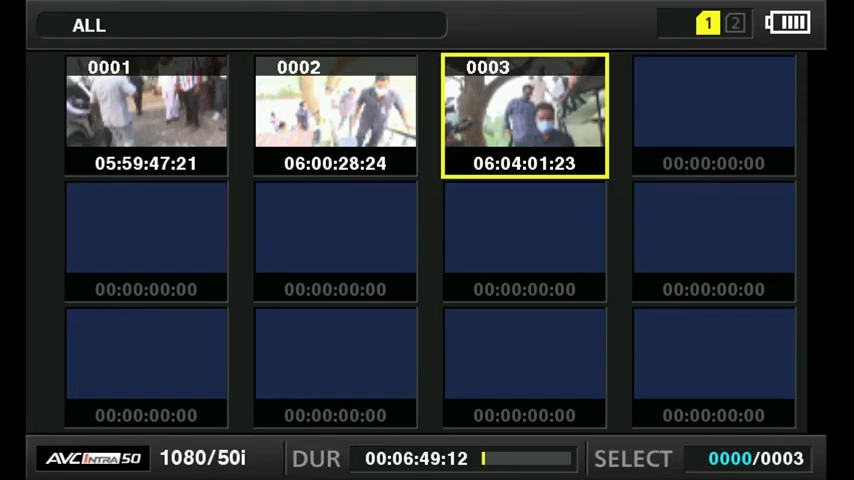 ALL 1 2
0001 0002 0003
05:59:47:21 06:00:28:24 06:04:01:23 00:00:00:00
00:00:00:00 00:00:00:00 00:00:00:00 00:00:00:00
00:00:00:00 00:00:00:00 00:00:00:00 00:00:00:00
AVC INTRA 50 1080/50i DUR 00:06:49:12 SELECT 0000/0003